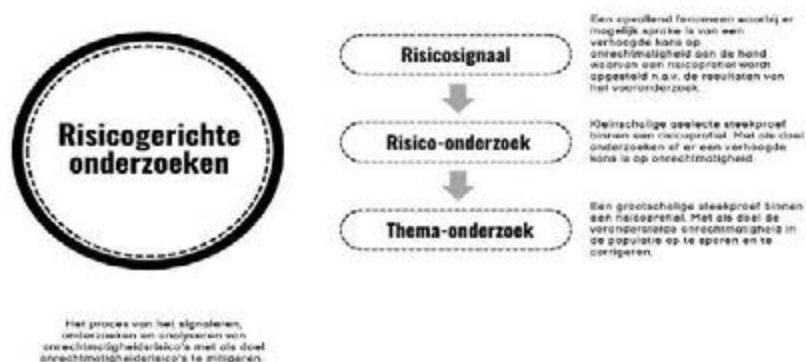 Risicogerichte
onderzoeken
Het proces van het signaleren,
onderzoeken en analyseren van
onrechtmatigheidsrisico's met als doel
onrechtmatigheidsrisico's te mitigeren.
Risicosignaal
Een opvallend fenomeen waarbij er
mogelijk sprake is van een
verhoogde kans op
onrechtmatigheid aan de hand
waarvan een risicoprofiel wordt
opgesteld n.a.v. de resultaten van
het vooronderzoek.
Risico-onderzoek
Kleinschalige aselecte steekproef
binnen een risicoprofiel. Met als doel
onderzoeken of er een verhoogde
kans is op onrechtmatigheid.
Thema-onderzoek
Een grootschalige steekproef binnen
een risicoprofiel. Met als doel de
veronderstelde onrechtmatigheid in
de populatie op te sporen en te
corrigeren.